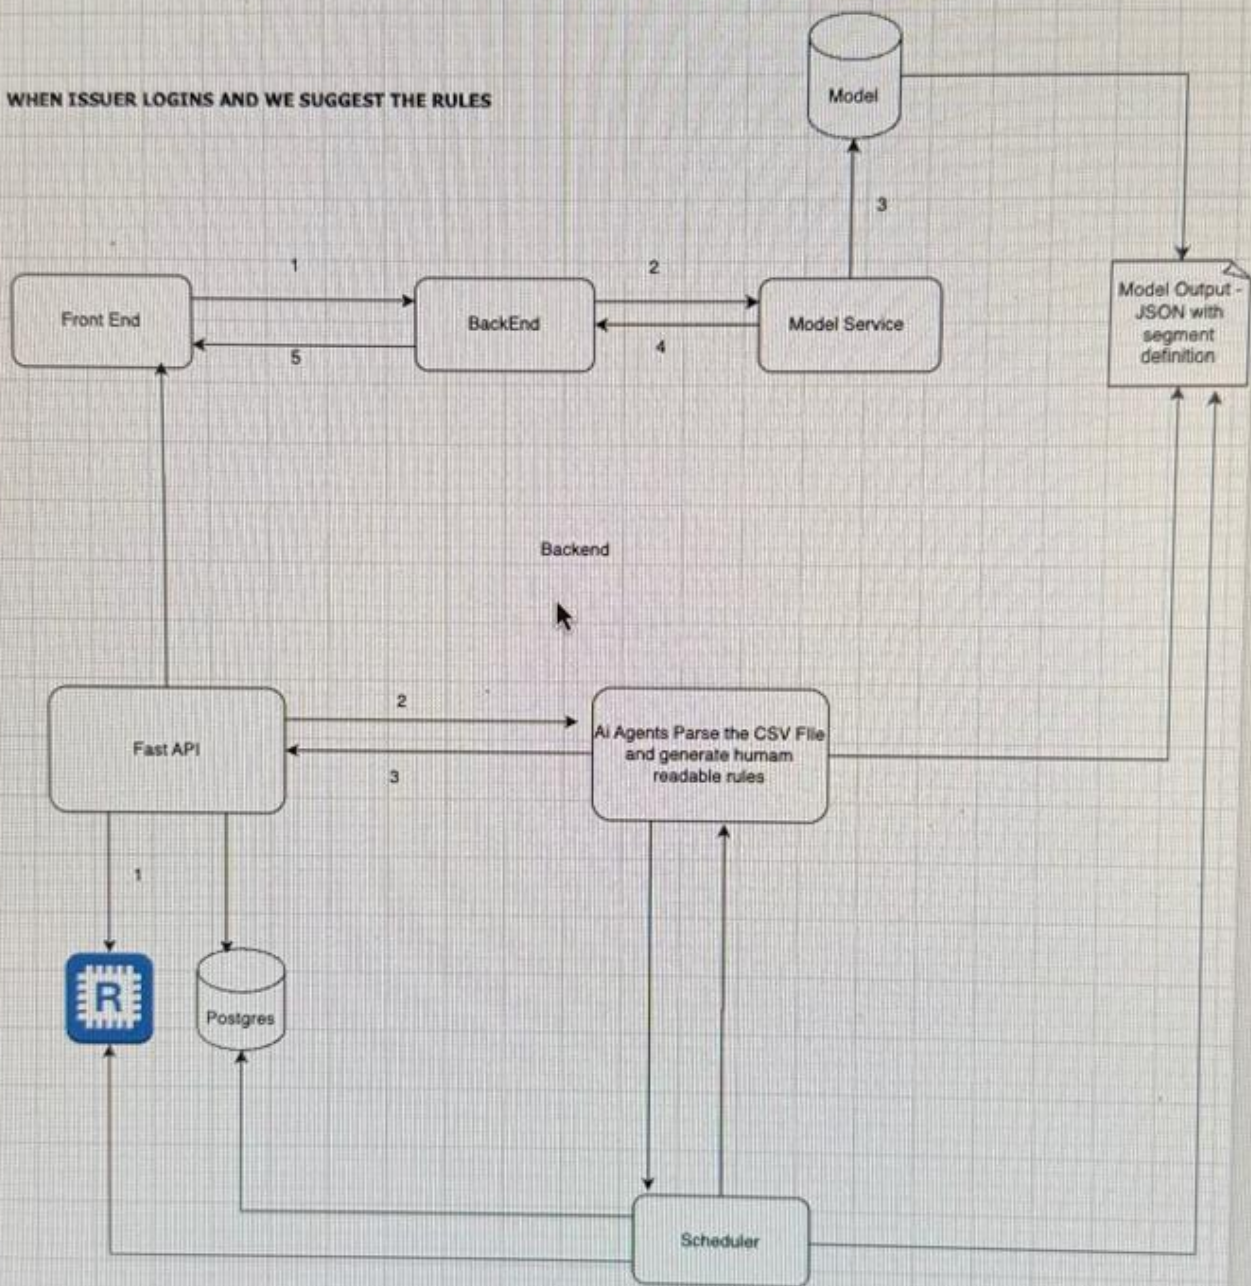 WHEN ISSUER LOGINS AND WE SUGGEST THE RULES
Model
3
1
2
Front End
BackEnd
Model Service
Model Output -
JSON with
segment
definition
5
4
Backend
2
Fast API
Ai Agents Parse the CSV File
and generate humam
readable rules
3
1
R
Postgres
Scheduler